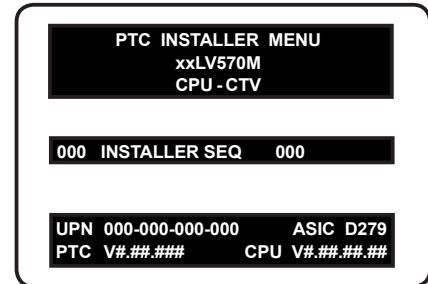 PTC INSTALLER MENU
xxLV570M
CPU - CTV
000 INSTALLER SEQ 000
UPN 000-000-000-000 ASIC D279
PTC V#.##.### CPU V#.##.##.##